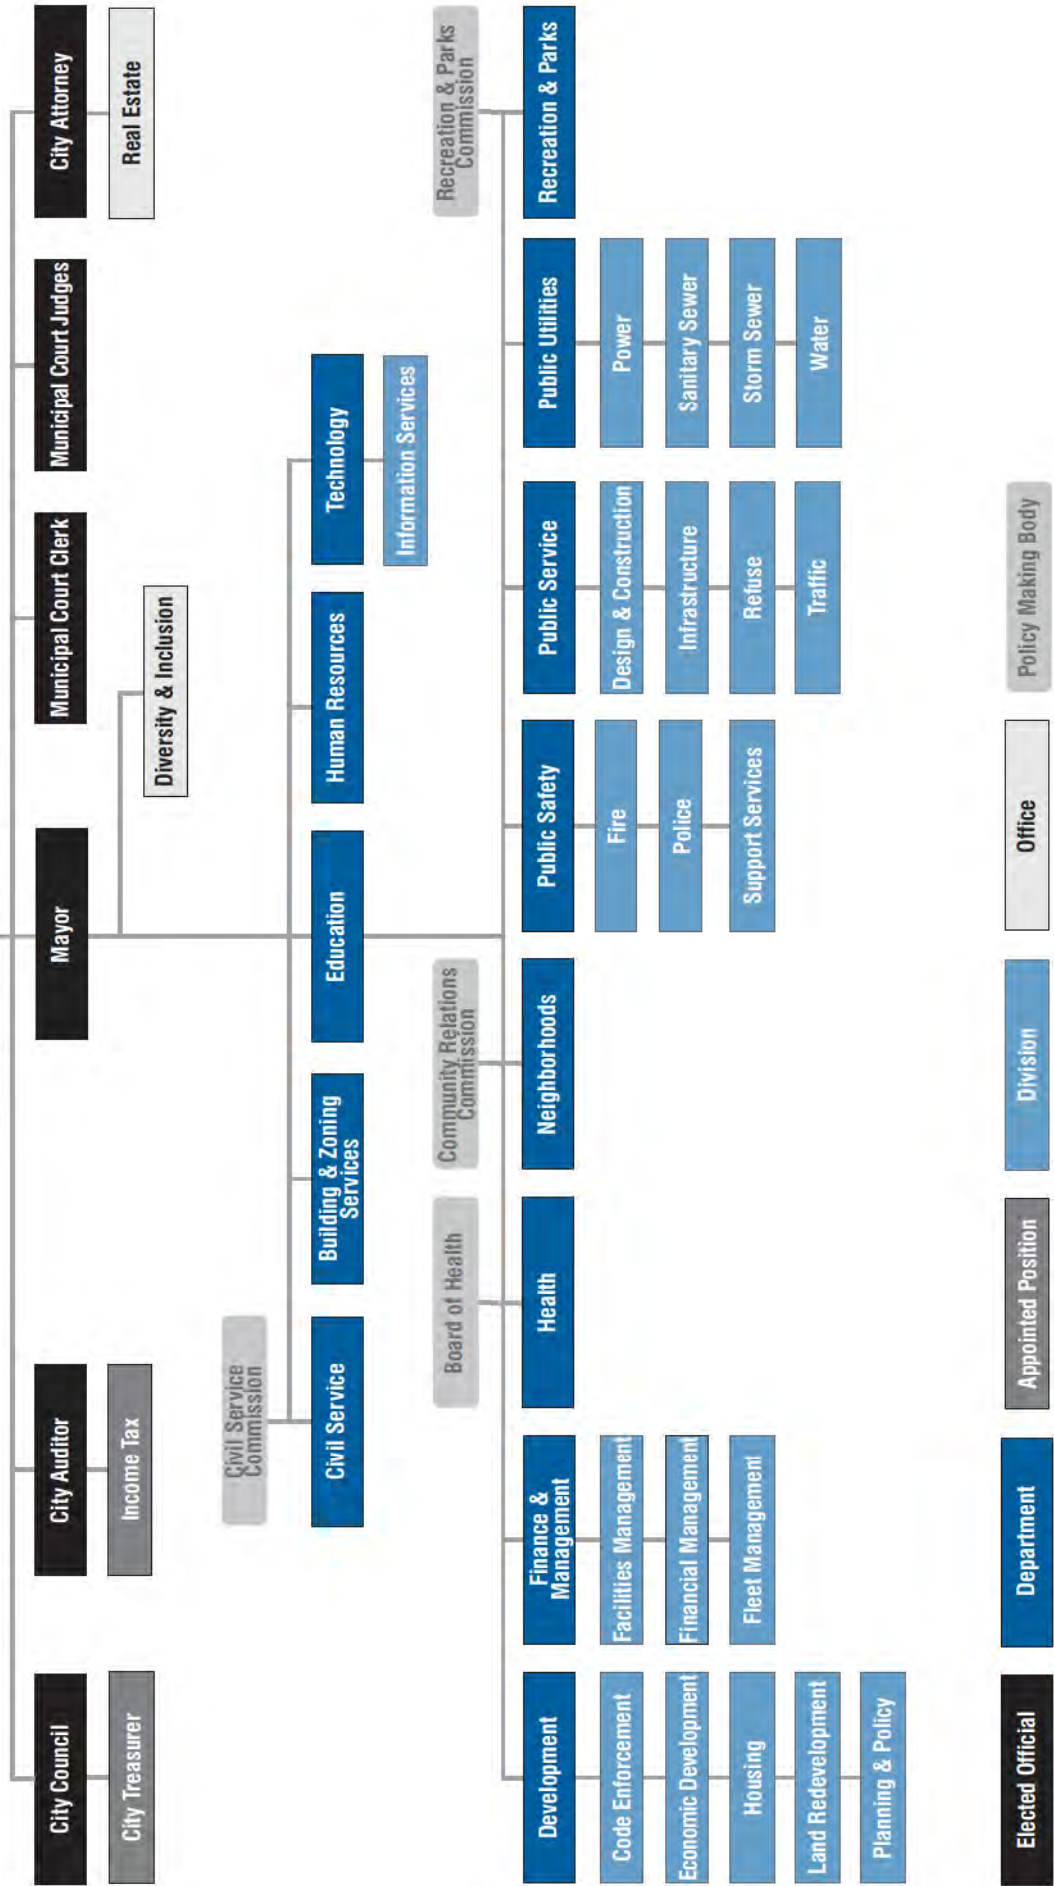 City Council
City Auditor
Mayor
Municipal Court Clerk
Municipal Court Judges
City Attorney
City Treasurer
Income Tax
Real Estate
Diversity & Inclusion
Civil Service
Commission
Civil Service
Building & Zoning
Services
Education
Human Resources
Technology
Information Services
Board of Health
Community Relations
Commission
Recreation & Parks
Commission
Development
Finance &
Management
Health
Neighborhoods
Public Safety
Public Service
Public Utilities
Recreation & Parks
Code Enforcement
Facilities Management
Fire
Design & Construction
Power
Economic Development
Financial Management
Police
Infrastructure
Sanitary Sewer
Housing
Fleet Management
Support Services
Refuse
Storm Sewer
Land Redevelopment
Traffic
Water
Planning & Policy
Elected Official
Department
Appointed Position
Division
Office
Policy Making Body